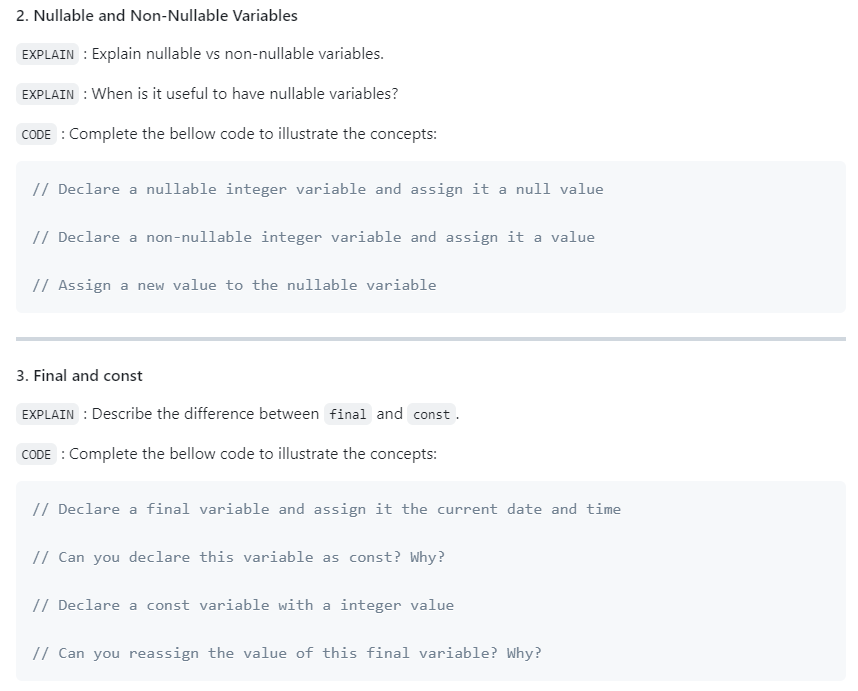 2. Nullable and Non-Nullable Variables
EXPLAIN : Explain nullable vs non-nullable variables.
EXPLAIN : When is it useful to have nullable variables?
CODE : Complete the bellow code to illustrate the concepts:
// Declare a nullable integer variable and assign it a null value
// Declare a non-nullable integer variable and assign it a value
// Assign a new value to the nullable variable
3. Final and const
EXPLAIN : Describe the difference between final and const .
CODE : Complete the bellow code to illustrate the concepts:
// Declare a final variable and assign it the current date and time
// Can you declare this variable as const? Why?
// Declare a const variable with a integer value
// Can you reassign the value of this final variable? Why?